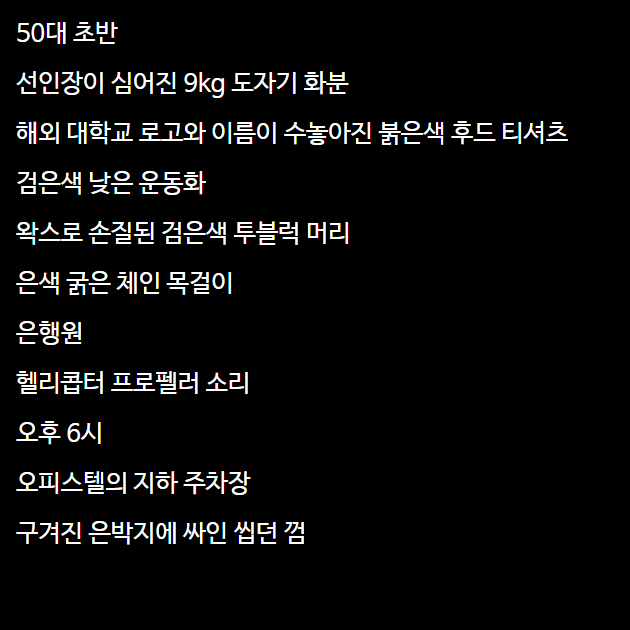 50대 초반
선인장이 심어진 9kg 도자기 화분
해외 대학교 로고와 이름이 수놓아진 붉은색 후드 티셔츠
검은색 낮은 운동화
왁스로 손질된 검은색 투블럭 머리
은색 굵은 체인 목걸이
은행원
헬리콥터 프로펠러 소리
오후 6시
오피스텔의 지하 주차장
구겨진 은박지에 싸인 씹던 껌